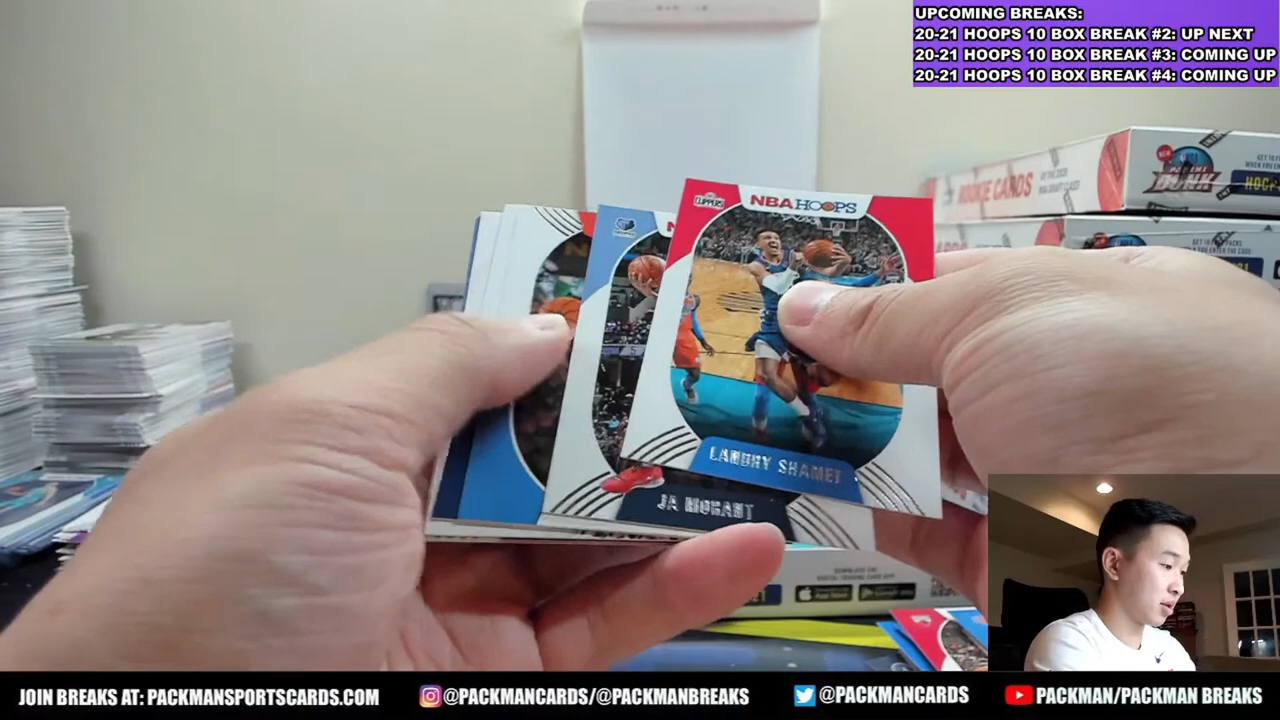 UPCOMING BREAKS:
20-21 HOOPS 10 BOX BREAK #2: UP NEXT
20-21 HOOPS 10 BOX BREAK #3: COMING UP
20-21 HOOPS 10 BOX BREAK #4: COMING UP
ROOKIE CARDS
CLIPPERS
NBA HOOPS
LANDRY SHAMET
JA MORANT
JOIN BREAKS AT: PACKMANSPORTSCARDS.COM
@PACKMANCARDS/@PACKMANBREAKS
@PACKMANCARDS
PACKMAN/PACKMAN BREAKS